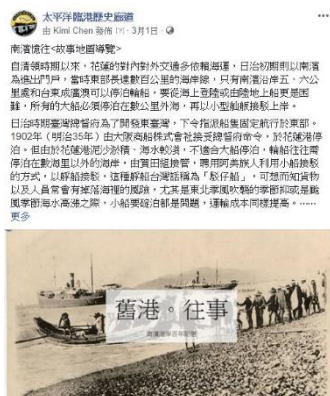 太平洋臨港歷史廊道
由 Kimi Chen 發佈 [?] · 3月1日 ·
南濱憶往<故事地圖導覽>
自清領時期以來，花蓮的對內對外交通多依賴海運，日治初期則以南濱
為進出門戶，當時東部長達數百公里的海岸線，只有南濱沿岸五、六公
里處和台東成廣澳可以停泊輪船，要從海上登陸或由陸地上船更是困
難，所有的大船必須停泊在數公里外海，再以小型舢舨接駁上岸。
日治時期臺灣總督府為了開發東臺灣，下令指派船隻固定航行於東部。
1902年（明治35年）由大阪商船株式會社接受總督府命令，於花蓮港停
泊。但由於花蓮港泥沙淤積、海水較淺，不適合大船停泊，輪船往往需
停泊在數海里以外的海岸，由賀田組接管，聘用阿美族人利用小船接駁
的方式，以艀船接駁，這種艀船台灣話稱為「駁仔船」，可想而知貨物
以及人員常會有掉落海裡的風險，尤其是東北季風吹襲的季節抑或是颱
風季節海水高漲之際，小船要碇泊都是問題，運輸成本同樣提高。……
更多
舊港。往事